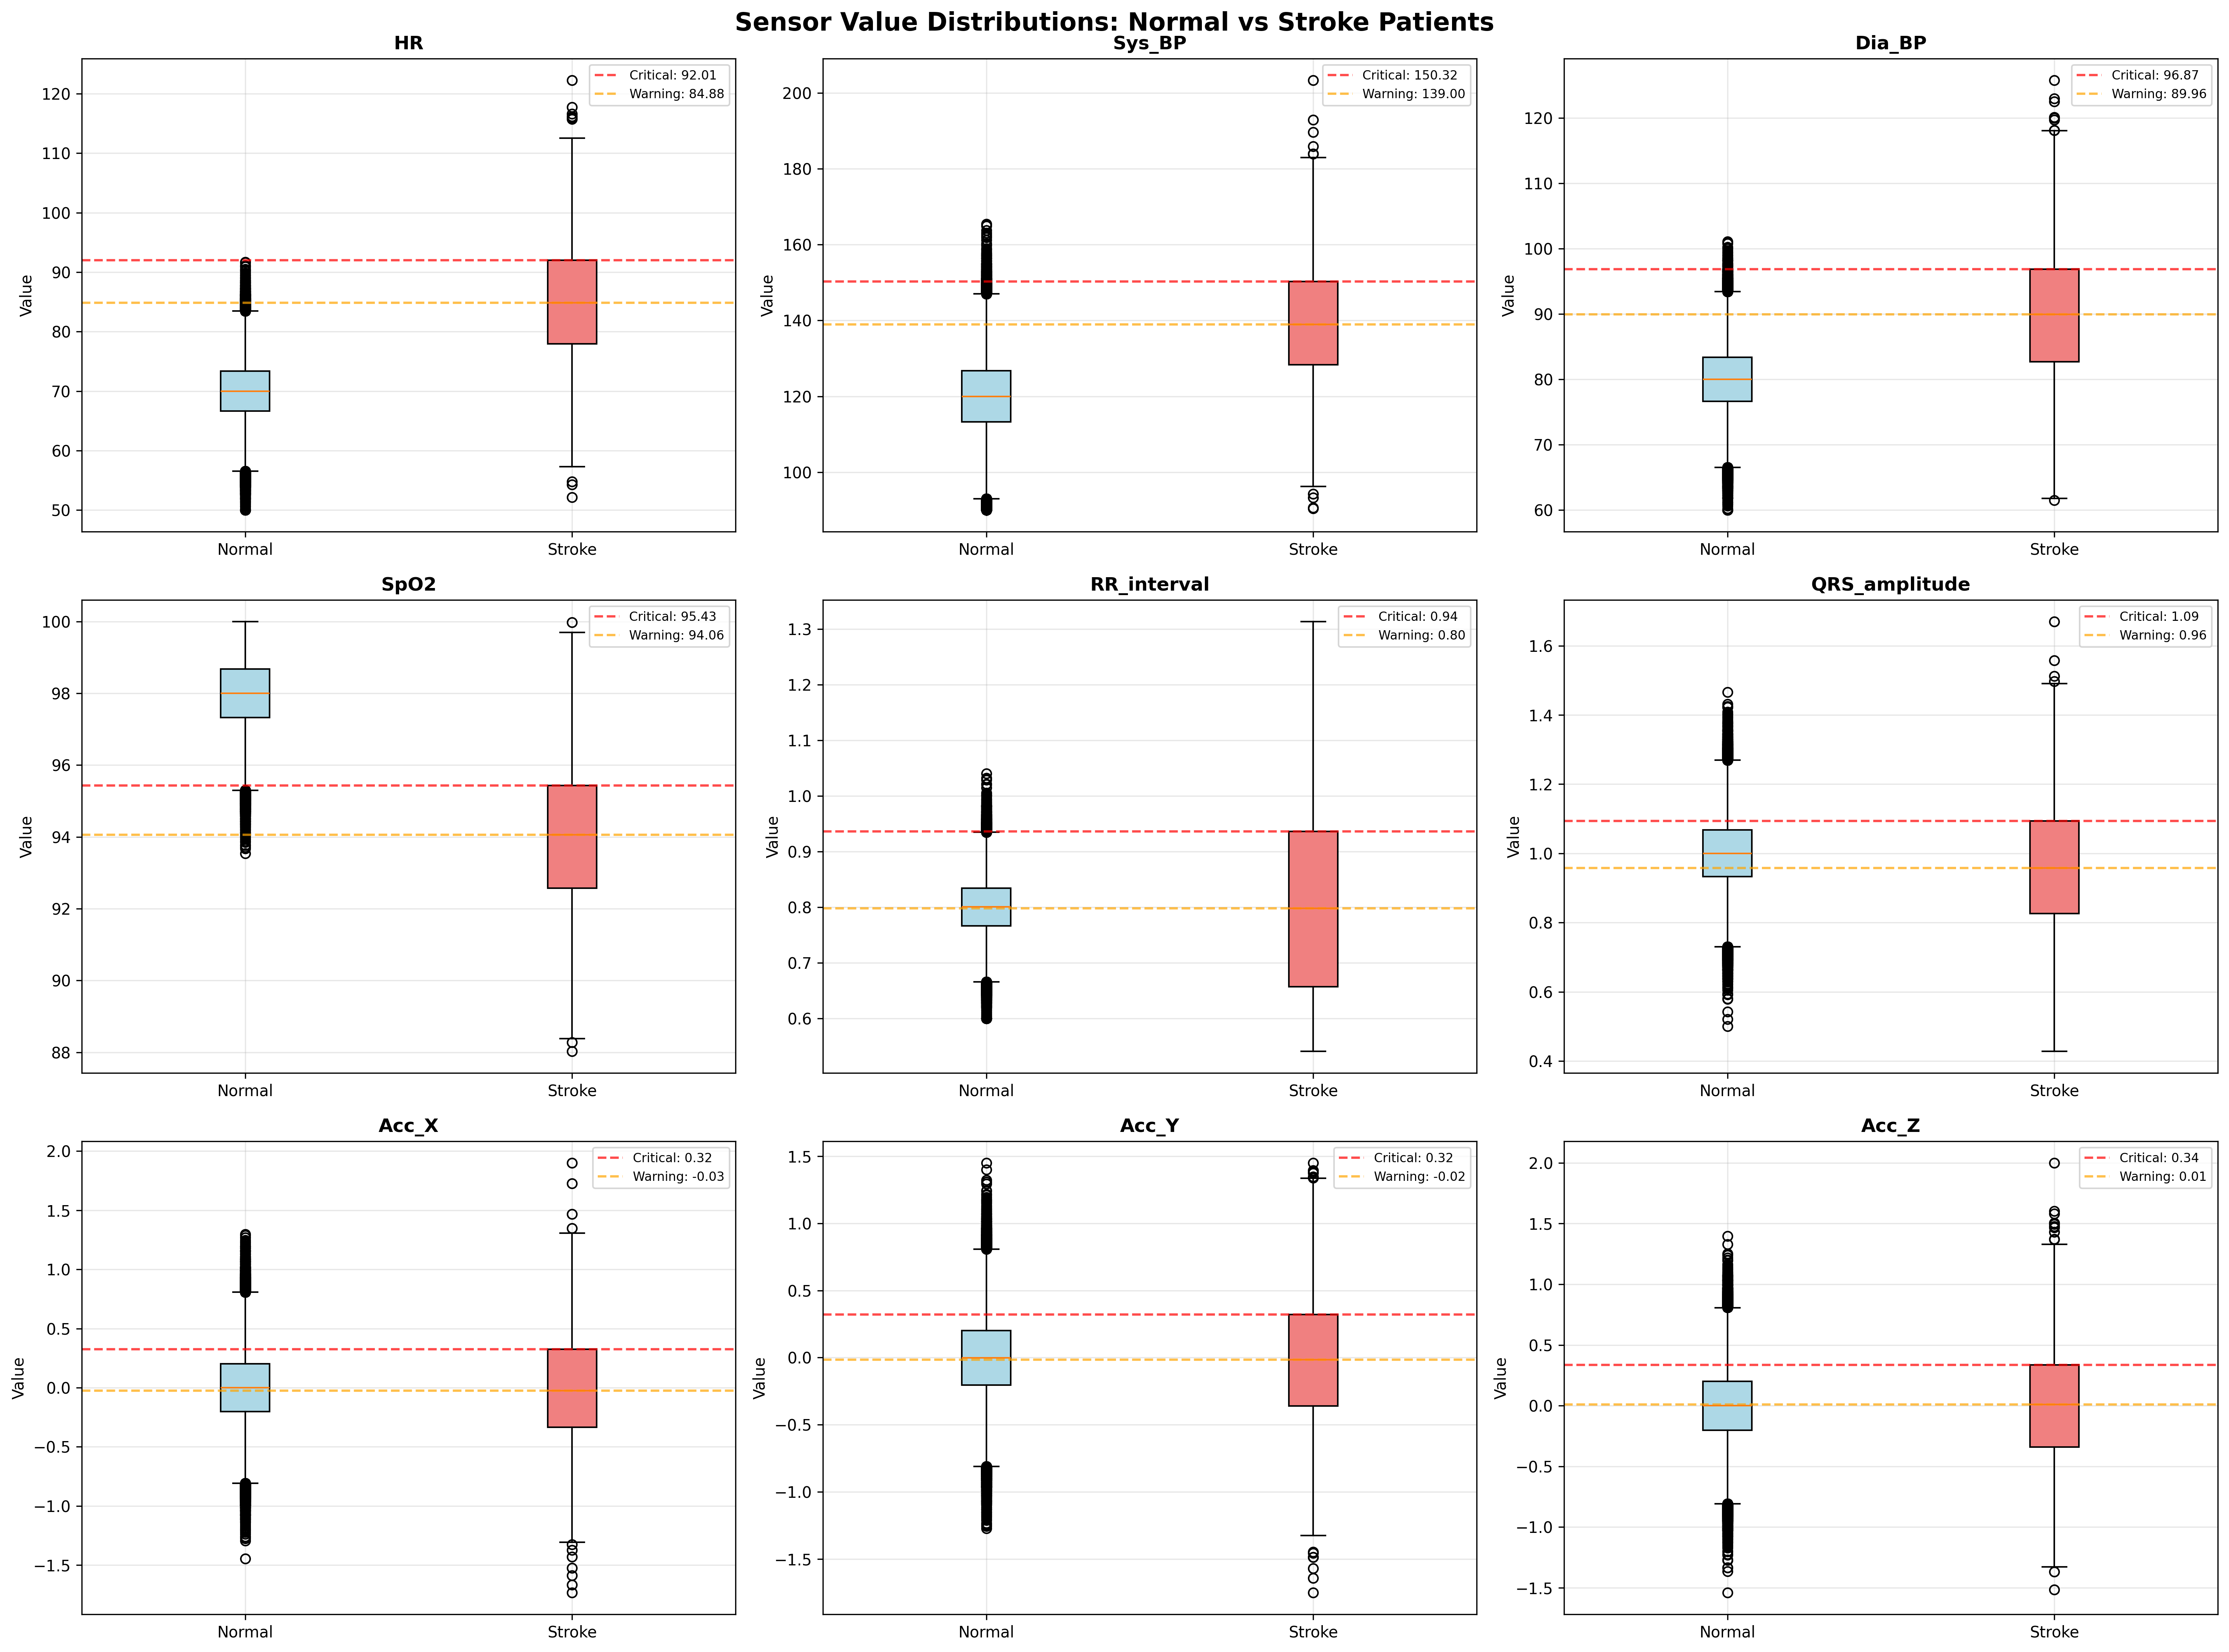 Sensor Value Distributions: Normal vs Stroke Patients
HR
Critical: 92.01
Warning: 84.88
120
110
100
90
80
70
60
50
Value
Normal
Stroke
Sys_BP
Critical: 150.32
Warning: 139.00
200
180
160
140
120
100
Value
Normal
Stroke
Dia_BP
Critical: 96.87
Warning: 89.96
120
110
100
90
80
70
60
Value
Normal
Stroke
SpO2
Critical: 95.43
Warning: 94.06
100
98
96
94
92
90
88
Value
Normal
Stroke
RR_interval
Critical: 0.94
Warning: 0.80
1.3
1.2
1.1
1.0
0.9
0.8
0.7
0.6
Value
Normal
Stroke
QRS_amplitude
Critical: 1.09
Warning: 0.96
1.6
1.4
1.2
1.0
0.8
0.6
0.4
Value
Normal
Stroke
Acc_X
Critical: 0.32
Warning: -0.03
2.0
1.5
1.0
0.5
0.0
−0.5
−1.0
−1.5
Value
Normal
Stroke
Acc_Y
Critical: 0.32
Warning: -0.02
1.5
1.0
0.5
0.0
−0.5
−1.0
−1.5
Value
Normal
Stroke
Acc_Z
Critical: 0.34
Warning: 0.01
2.0
1.5
1.0
0.5
0.0
−0.5
−1.0
−1.5
Value
Normal
Stroke